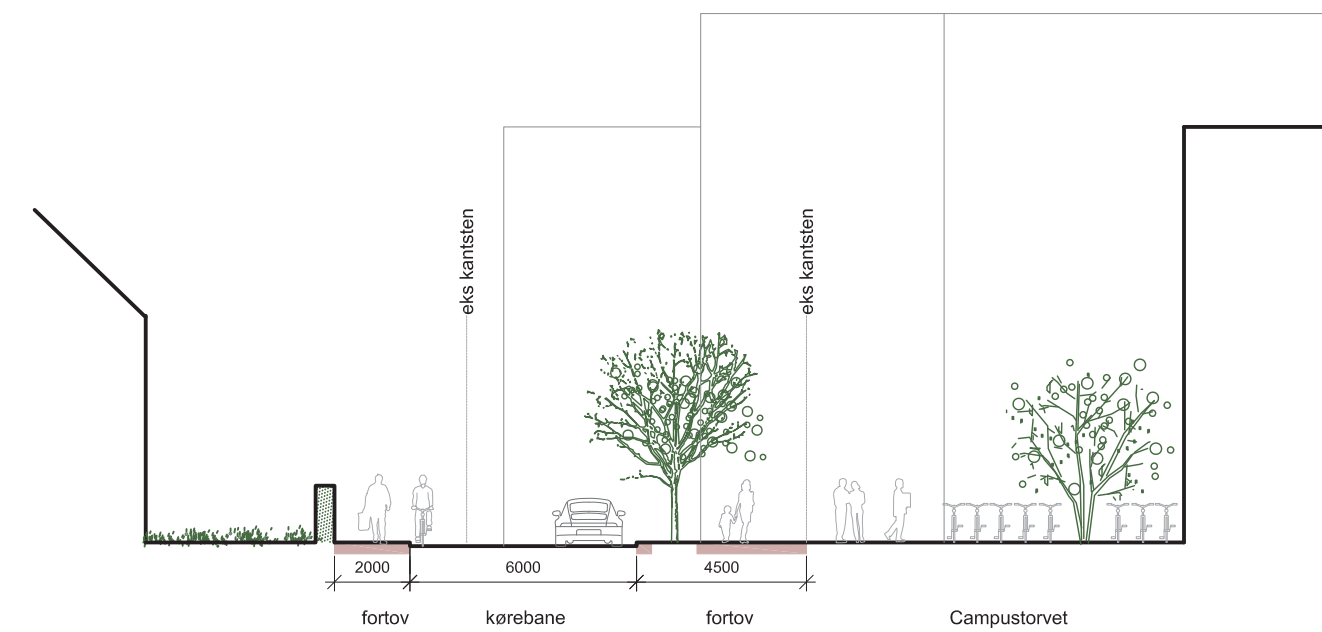 eks kantsten
eks kantsten
2000
6000
4500
fortov
kørebane
fortov
Campustorvet